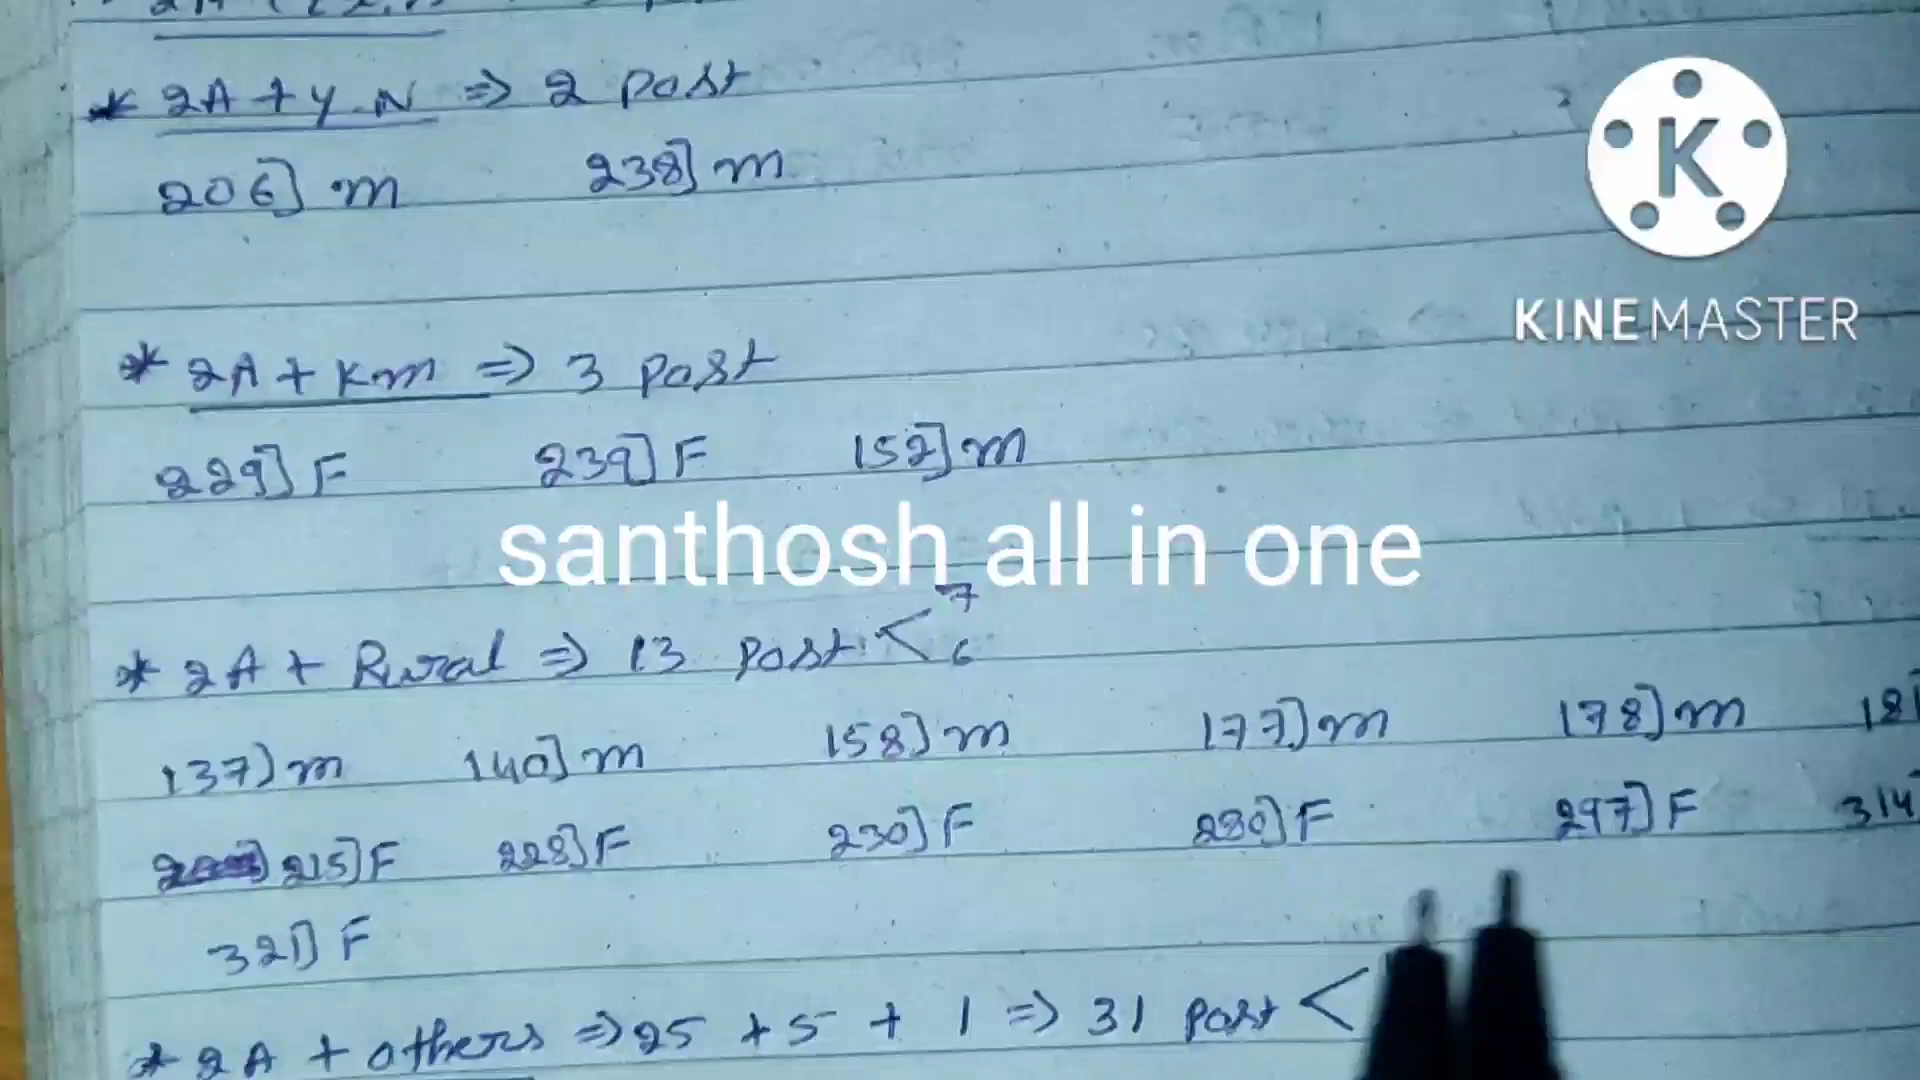 * 2A + Y.N => 2 Post
206] m 238] m
* 2A + Km => 3 Post
229] F 239] F 152] m
santhosh all in one
* 2A + Rural => 13 Post < 7 6
137) m 140] m 158] m 177] m 178] m 181
215] F 228] F 230] F 280] F 297] F 314
321] F
* 2A + others => 25 + 5 + 1 => 31 Post <
K
KINEMASTER